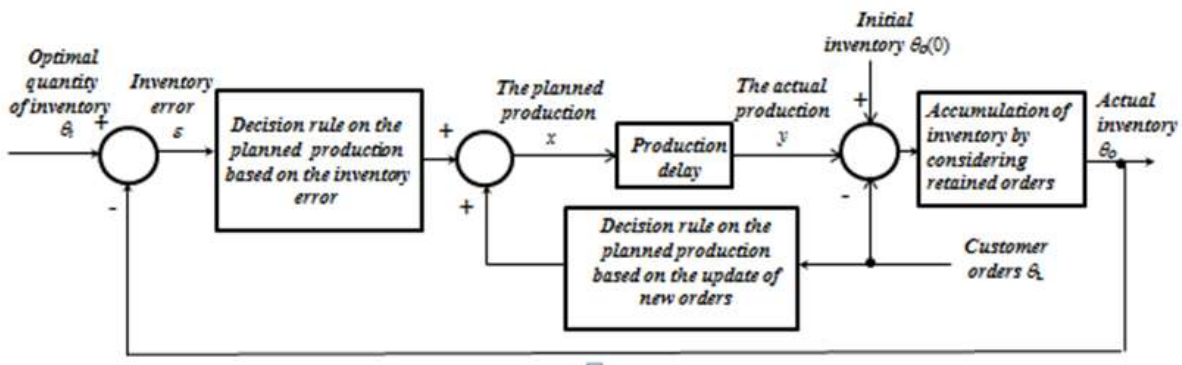 Optimal
quantity
of inventory
θi
+
-
Inventory
error
ε
Decision rule on the
planned production
based on the inventory
error
+
+
The planned
production
x
Production
delay
The actual
production
y
Initial
inventory θo(0)
+
-
Accumulation of
inventory by
considering
retained orders
Actual
inventory
θo
Decision rule on the
planned production
based on the update of
new orders
Customer
orders θL